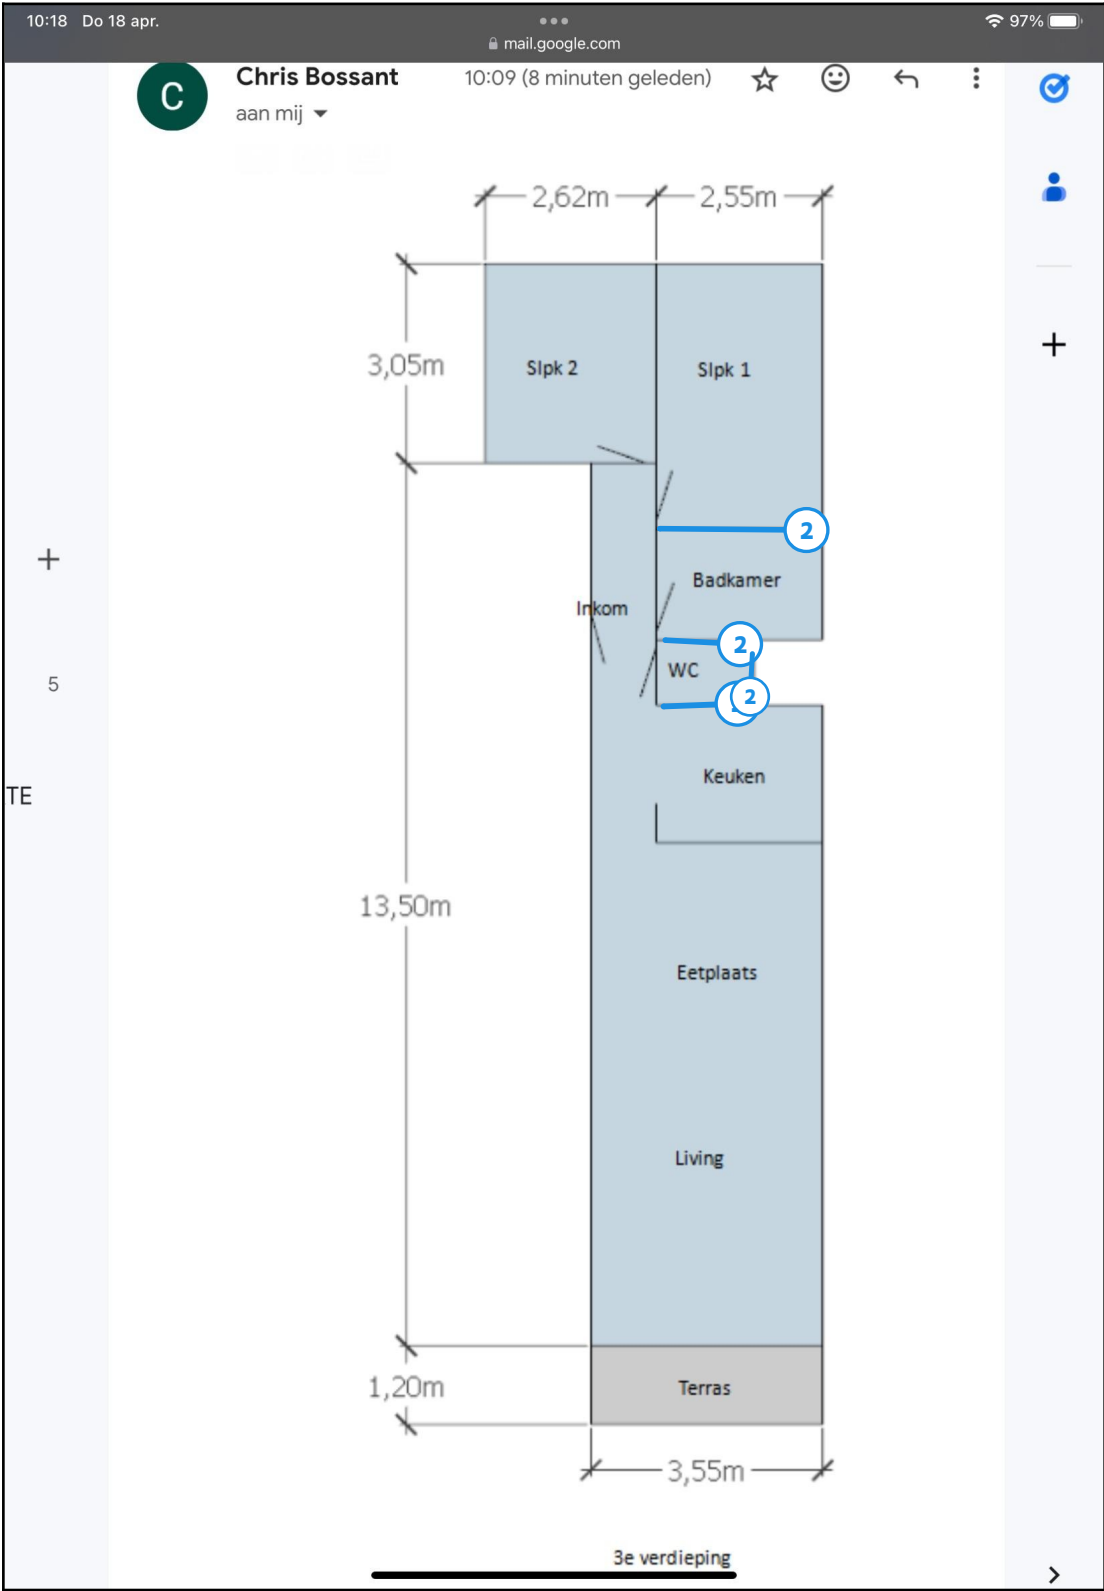 10:18 Do 18 apr.
97%
mail.google.com
C
Chris Bossant
10:09 (8 minuten geleden)
aan mij
2,62m
2,55m
3,05m
Slpk 2
Slpk 1
2
Badkamer
Inkom
2
WC
2
5
Keuken
TE
13,50m
Eetplaats
Living
1,20m
Terras
3,55m
3e verdieping